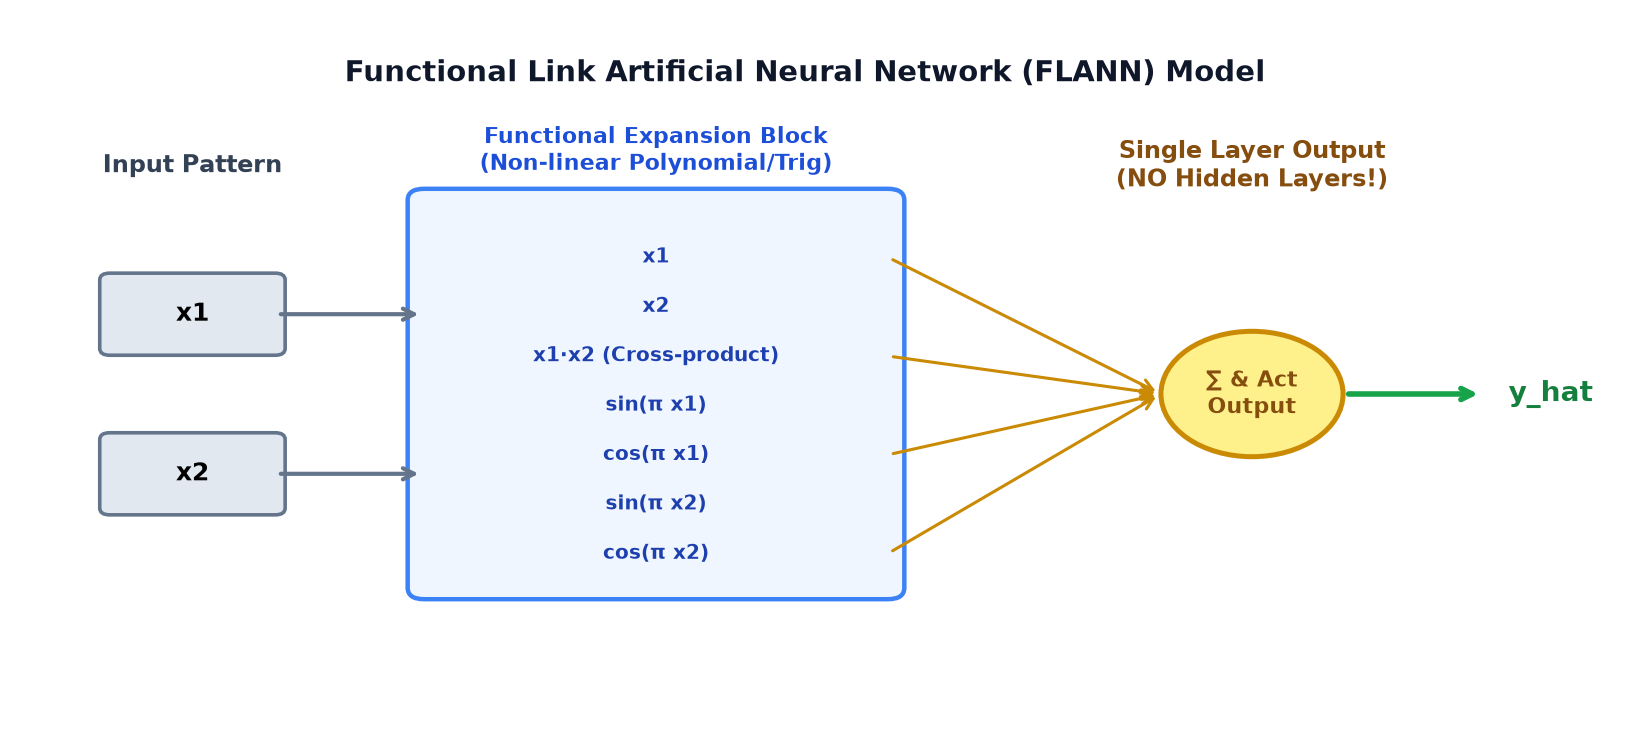 Functional Link Artificial Neural Network (FLANN) Model
Input Pattern
Functional Expansion Block
(Non-linear Polynomial/Trig)
Single Layer Output
(NO Hidden Layers!)
x1
x2
x1
x2
x1·x2 (Cross-product)
sin(π x1)
cos(π x1)
sin(π x2)
cos(π x2)
∑ & Act
Output
y_hat